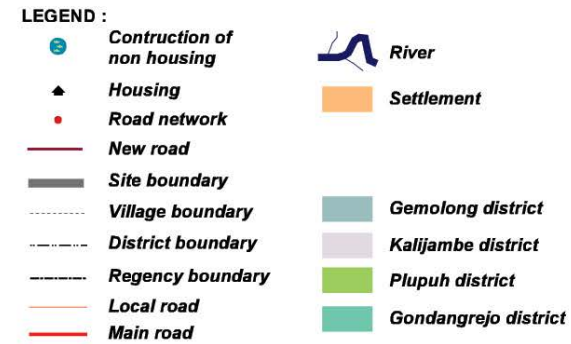 LEGEND :
Contruction of
non housing
Housing
Road network
New road
Site boundary
Village boundary
District boundary
Regency boundary
Local road
Main road
River
Settlement
Gemolong district
Kalijambe district
Plupuh district
Gondangrejo district